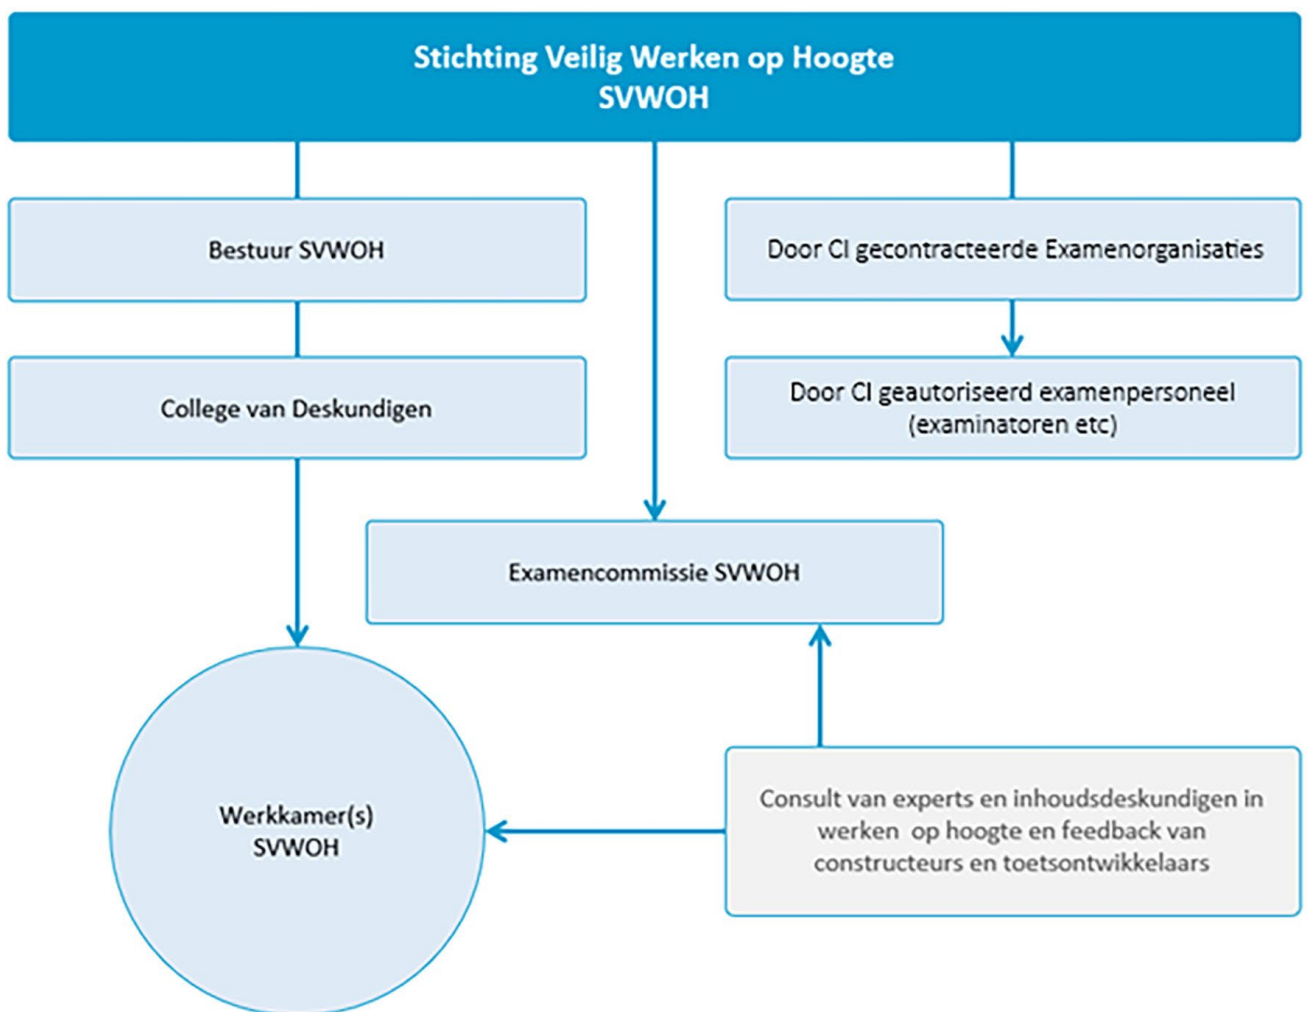 Stichting Veilig Werken op Hoogte
SVWOH
Bestuur SVWOH
Door CI gecontracteerde Examenorganisaties
College van Deskundigen
Door CI geautoriseerd examenpersoneel
(examinatoren etc)
Examencommissie SVWOH
Werkkamer(s)
SVWOH
Consult van experts en inhoudsdeskundigen in
werken op hoogte en feedback van
constructeurs en toetsontwikkelaars